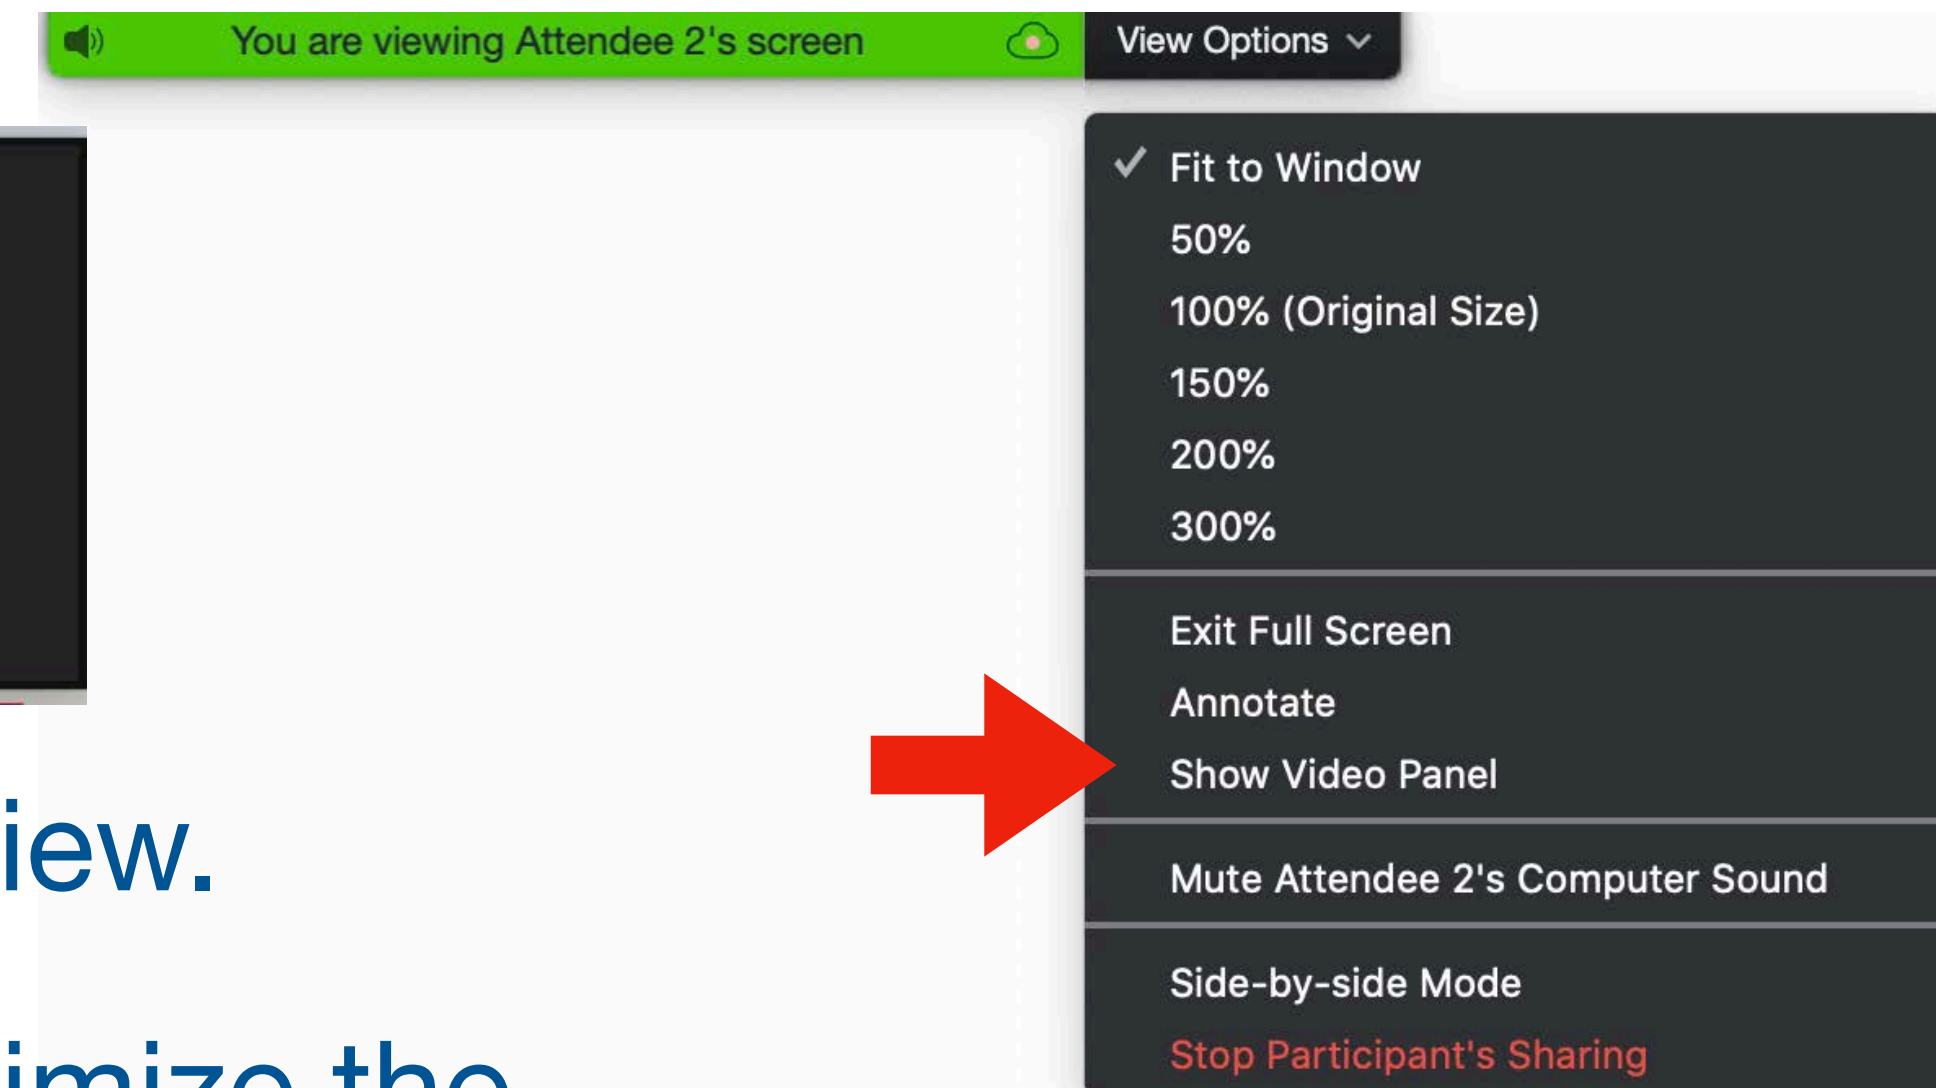 You are viewing Attendee 2's screen
View Options
Fit to Window
50%
100% (Original Size)
150%
200%
300%
Exit Full Screen
Annotate
Show Video Panel
iew.
Mute Attendee 2's Computer Sound
Side-by-side Mode
imize the
Stop Participant's Sharing